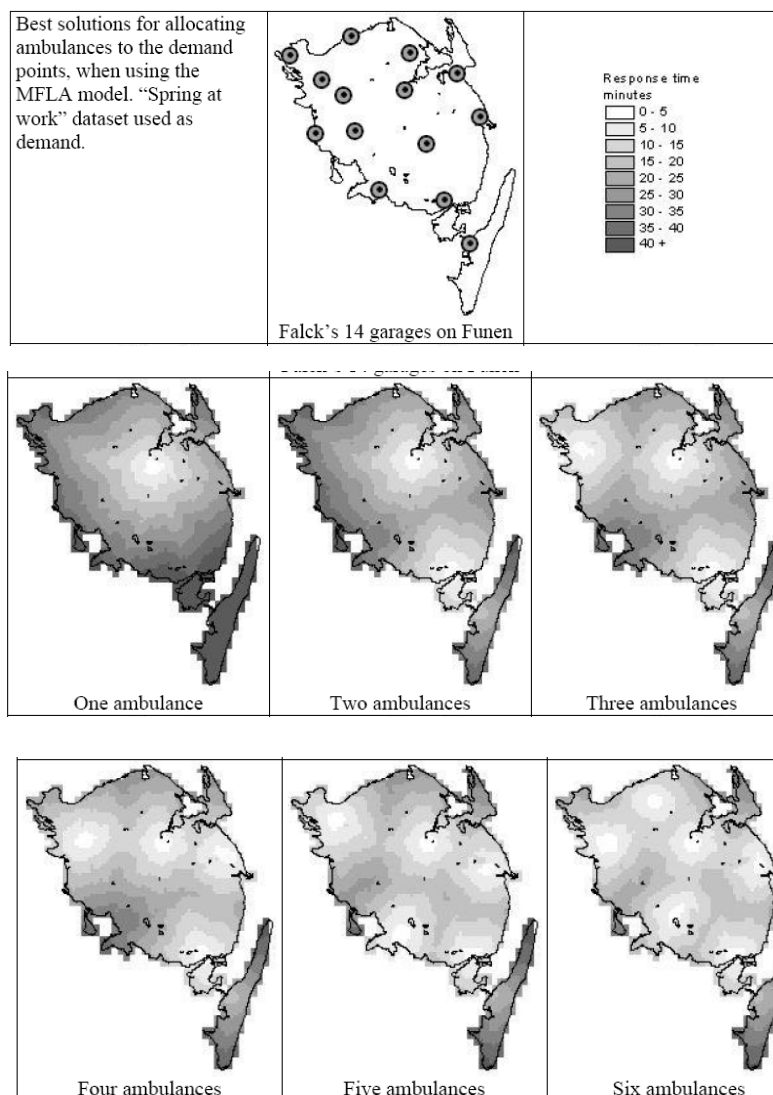 Best solutions for allocating
ambulances to the demand
points, when using the
MFLA model. “Spring at
work” dataset used as
demand.
Falck’s 14 garages on Funen
Response time
minutes
0 - 5
5 - 10
10 - 15
15 - 20
20 - 25
25 - 30
30 - 35
35 - 40
40 +
One ambulance
Two ambulances
Three ambulances
Four ambulances
Five ambulances
Six ambulances